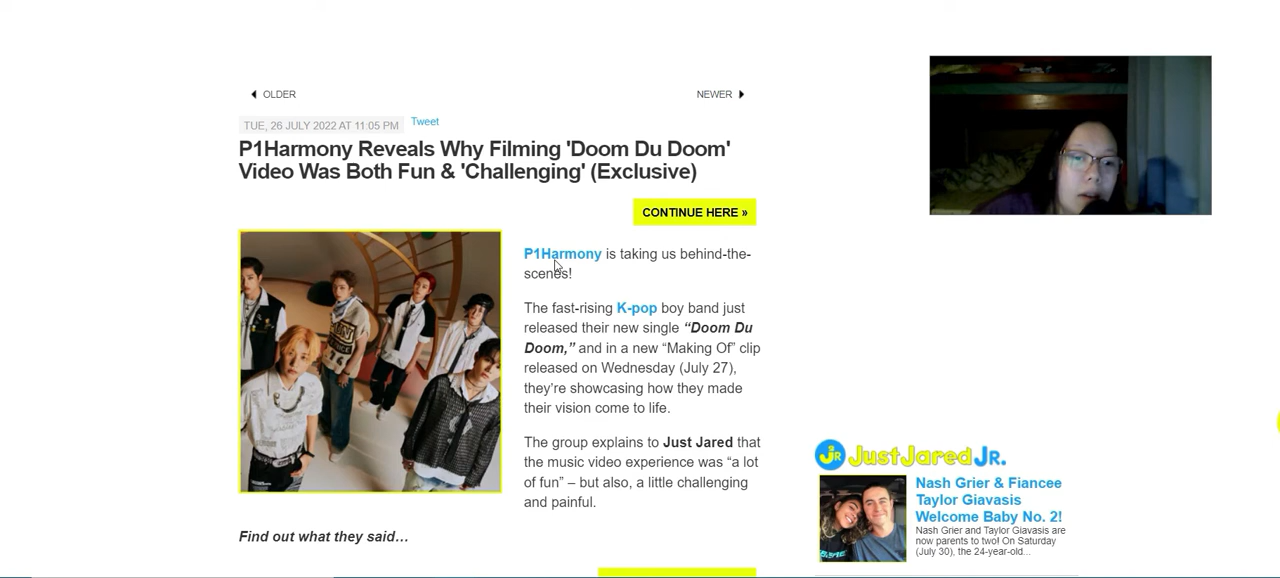 OLDER
NEWER
TUE, 26 JULY 2022 AT 11:05 PM
Tweet
P1Harmony Reveals Why Filming 'Doom Du Doom'
Video Was Both Fun & 'Challenging' (Exclusive)
CONTINUE HERE »
P1Harmony is taking us behind-the-
scenes!
The fast-rising K-pop boy band just
released their new single “Doom Du
Doom,” and in a new “Making Of” clip
released on Wednesday (July 27),
they’re showcasing how they made
their vision come to life.
The group explains to Just Jared that
the music video experience was “a lot
of fun” – but also, a little challenging
and painful.
Find out what they said…
JJR JustJared Jr.
Nash Grier & Fiancee
Taylor Giavasis
Welcome Baby No. 2!
Nash Grier and Taylor Giavasis are
now parents to two! On Saturday
(July 30), the 24-year-old...